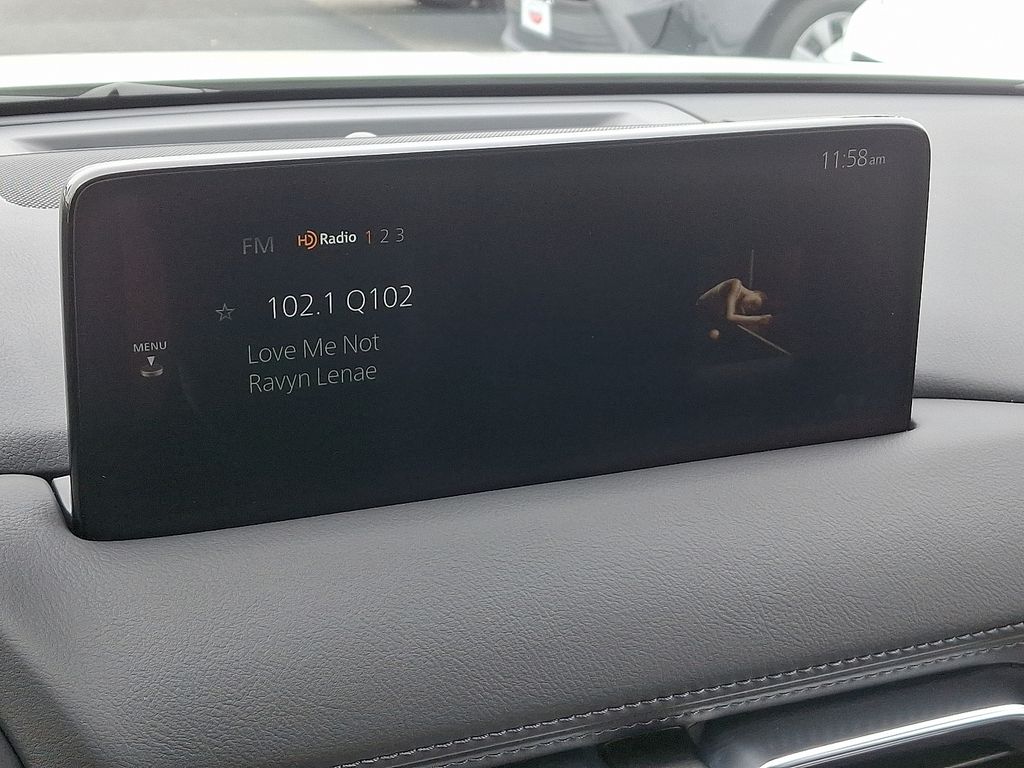 11:58am
FM HD Radio 1 2 3
102.1 Q102
Love Me Not
Ravyn Lenae
MENU